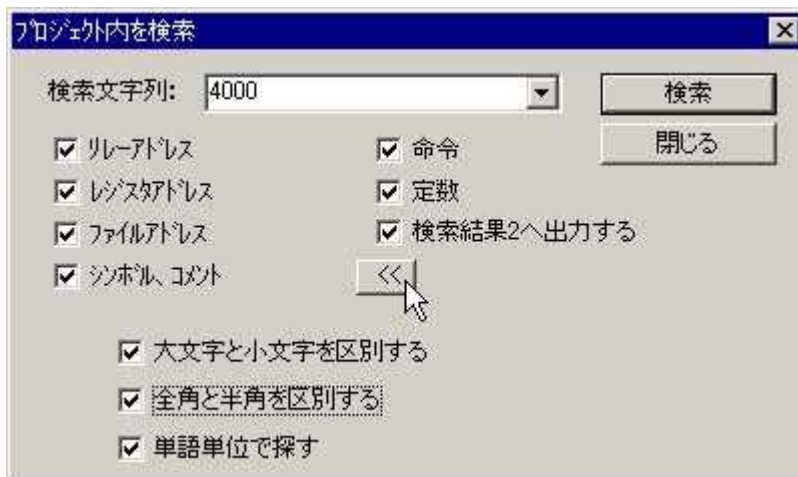 ﾌﾟﾛｼﾞｪｸﾄ内を検索
検索文字列: 4000 検索
ﾘﾚｰｱﾄﾞﾚｽ 命令 閉じる
ﾚｼﾞｽﾀｱﾄﾞﾚｽ 定数
ﾌｧｲﾙｱﾄﾞﾚｽ 検索結果2へ出力する
ｼﾝﾎﾞﾙ、ｺﾒﾝﾄ <<
大文字と小文字を区別する
全角と半角を区別する
単語単位で探す